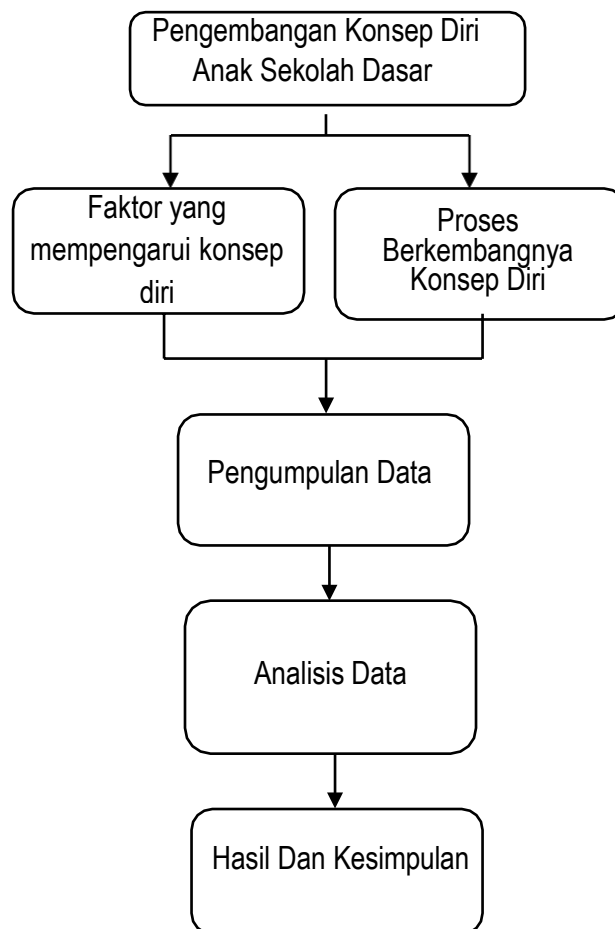 Pengembangan Konsep Diri
Anak Sekolah Dasar
Faktor yang
mempengarui konsep
diri
Proses
Berkembangnya
Konsep Diri
Pengumpulan Data
Analisis Data
Hasil Dan Kesimpulan